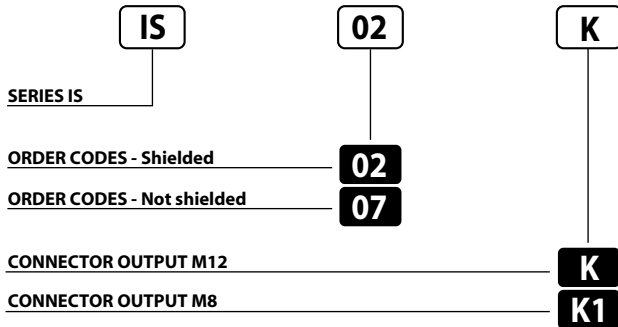 IS 02 K
SERIES IS
ORDER CODES - Shielded 02
ORDER CODES - Not shielded 07
CONNECTOR OUTPUT M12 K
CONNECTOR OUTPUT M8 K1